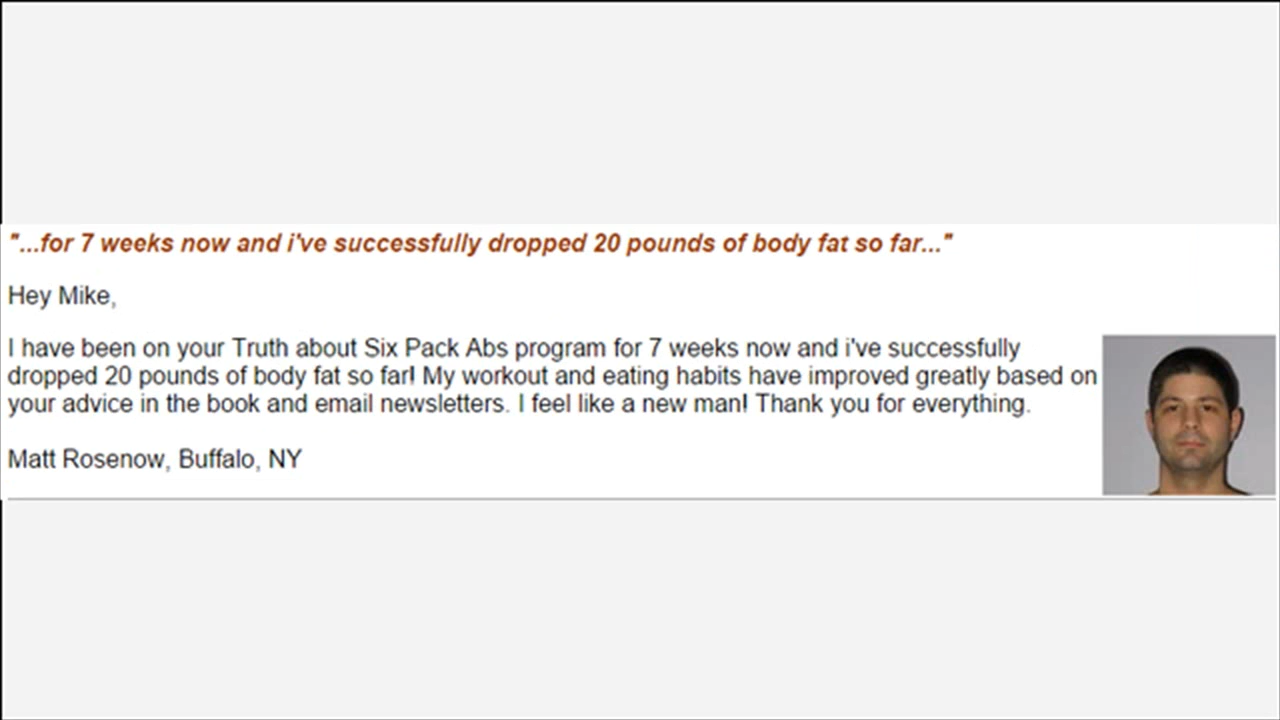 "...for 7 weeks now and i've successfully dropped 20 pounds of body fat so far..."
Hey Mike,
I have been on your Truth about Six Pack Abs program for 7 weeks now and i've successfully
dropped 20 pounds of body fat so far! My workout and eating habits have improved greatly based on
your advice in the book and email newsletters. I feel like a new man! Thank you for everything.
Matt Rosenow, Buffalo, NY